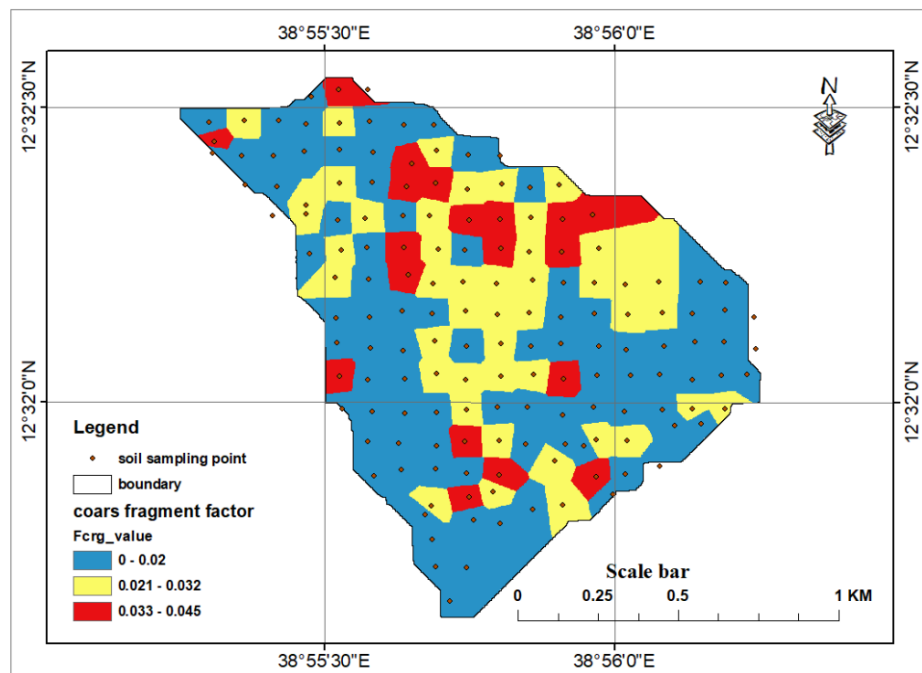 38°55'30"E 38°56'0"E
12°32'30"N 12°32'30"N
N
12°32'0"N 12°32'0"N
Legend
soil sampling point
boundary
coars fragment factor
Fcrg_value
0 - 0.02
0.021 - 0.032
0.033 - 0.045
Scale bar
0 0.25 0.5 1 KM
38°55'30"E 38°56'0"E